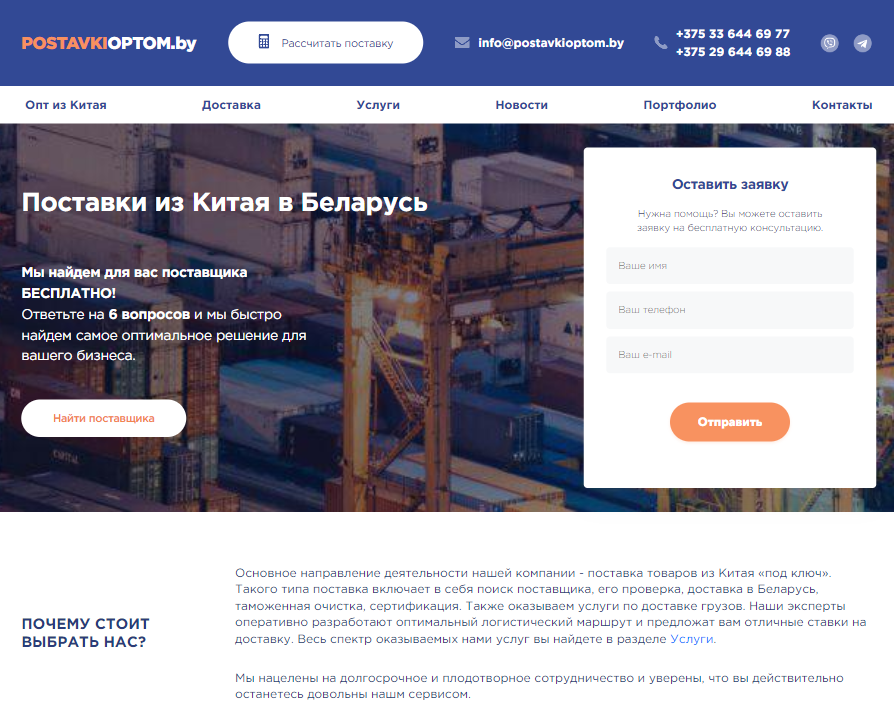 POSTAVKIOPTOM.by
Рассчитать поставку
info@postavkioptom.by
+375 33 644 69 77
+375 29 644 69 88
Опт из Китая
Доставка
Услуги
Новости
Портфолио
Контакты
Поставки из Китая в Беларусь
Мы найдем для вас поставщика
БЕСПЛАТНО!
Ответьте на 6 вопросов и мы быстро
найдем самое оптимальное решение для
вашего бизнеса.
Найти поставщика
Оставить заявку
Нужна помощь? Вы можете оставить
заявку на бесплатную консультацию.
Ваше имя
Ваш телефон
Ваш e-mail
Отправить
ПОЧЕМУ СТОИТ
ВЫБРАТЬ НАС?
Основное направление деятельности нашей компании - поставка товаров из Китая «под ключ».
Такого типа поставка включает в себя поиск поставщика, его проверка, доставка в Беларусь,
таможенная очистка, сертификация. Также оказываем услуги по доставке грузов. Наши эксперты
оперативно разработают оптимальный логистический маршрут и предложат вам отличные ставки на
доставку. Весь спектр оказываемых нами услуг вы найдете в разделе Услуги.
Мы нацелены на долгосрочное и плодотворное сотрудничество и уверены, что вы действительно
останетесь довольны нашм сервисом.